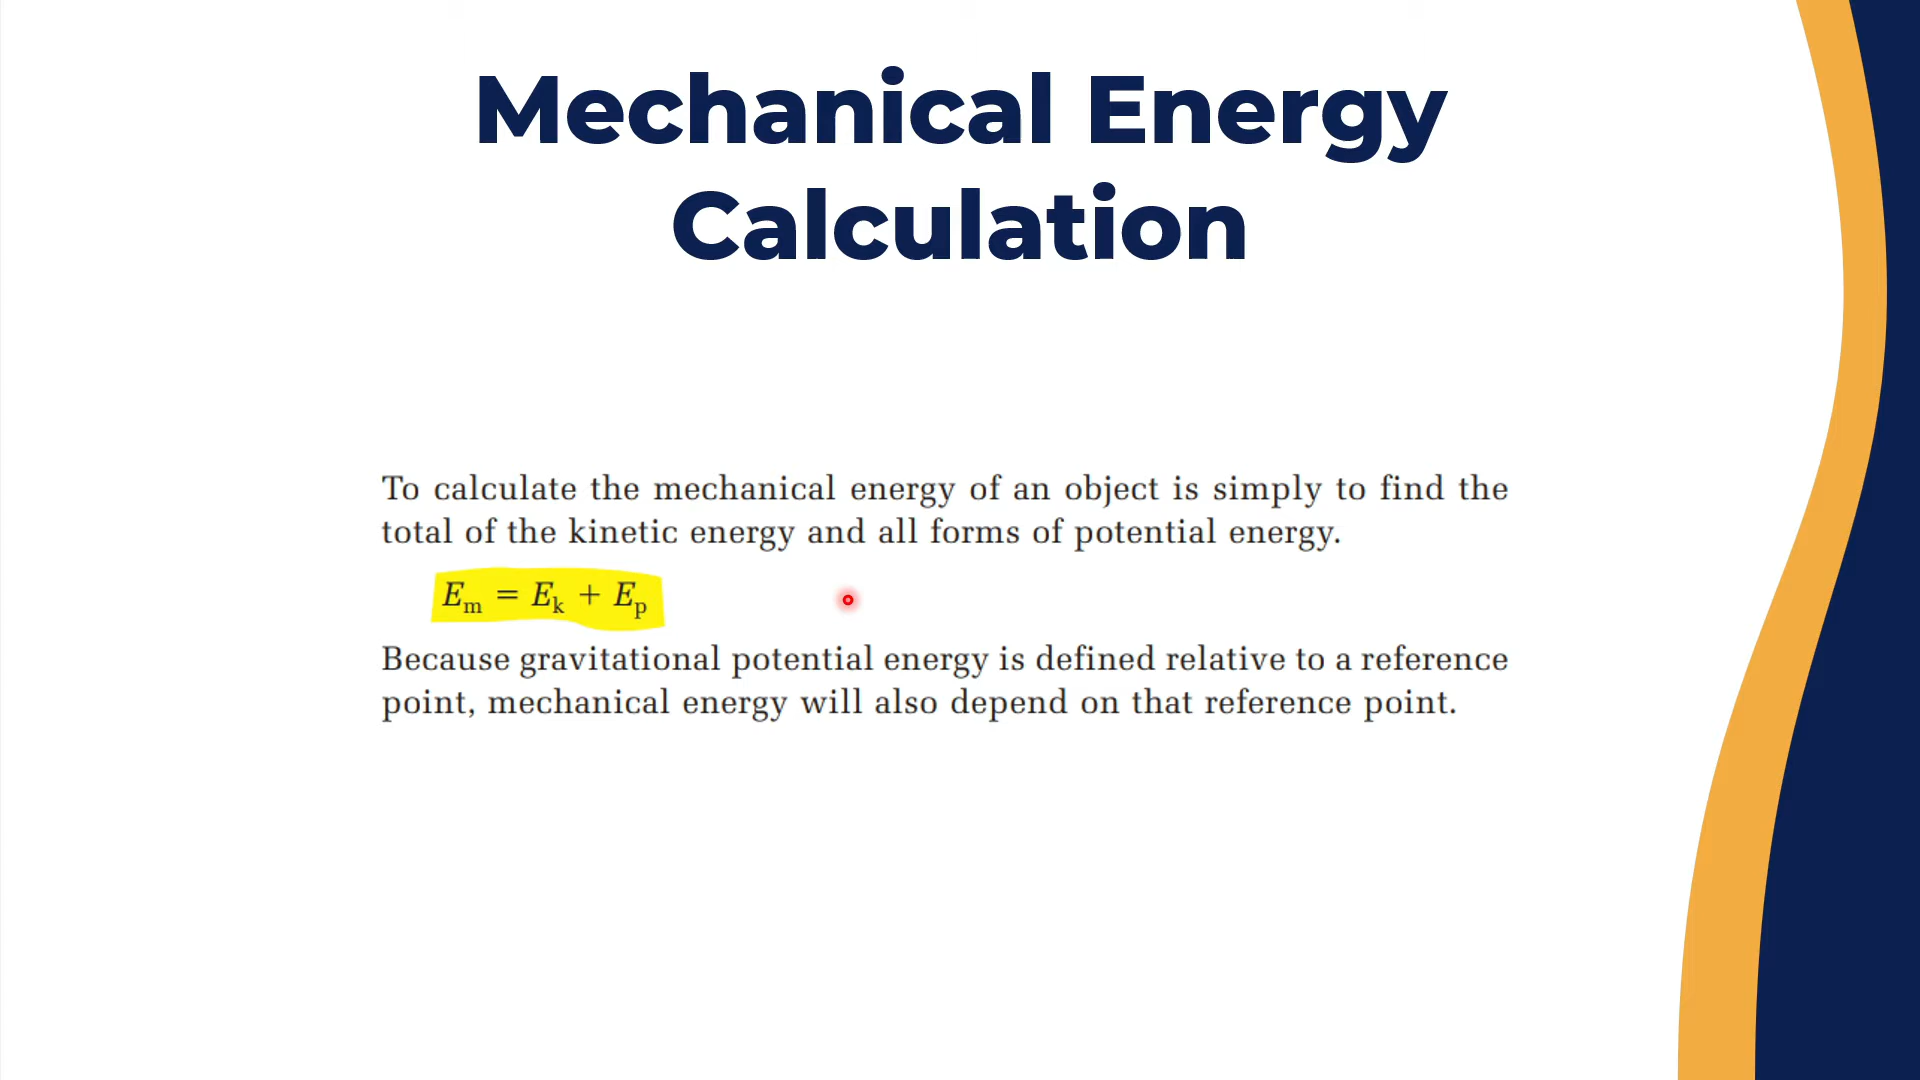 Mechanical Energy
Calculation
To calculate the mechanical energy of an object is simply to find the
total of the kinetic energy and all forms of potential energy.
Eₘ = Eₖ + Eₚ
Because gravitational potential energy is defined relative to a reference
point, mechanical energy will also depend on that reference point.